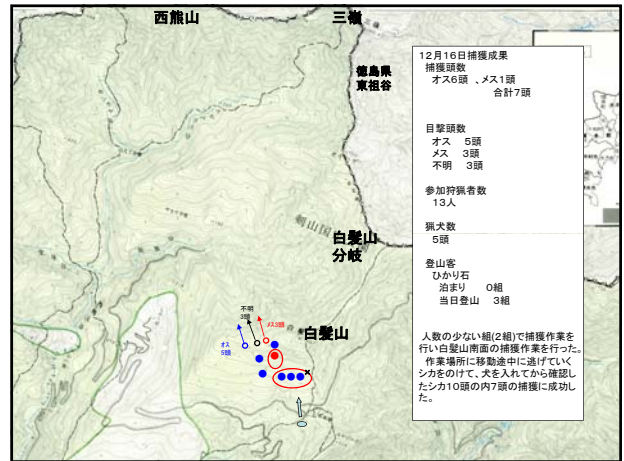 西熊山
三嶺
徳島県
東祖谷
剣山国
白髪山
分岐
白髪山
不明
3頭
メス3頭
オス
5頭
×
12月16日捕獲成果
捕獲頭数
オス6頭 、メス1頭
合計7頭
目撃頭数
オス 5頭
メス 3頭
不明 3頭
参加狩猟者数
13人
猟犬数
5頭
登山客
ひかり石
泊まり 0組
当日登山 3組
人数の少ない組(2組)で捕獲作業を
行い白髪山南面の捕獲作業を行った。
作業場所に移動途中に逃げていく
シカをのけて、犬を入れてから確認し
たシカ10頭の内7頭の捕獲に成功し
た。